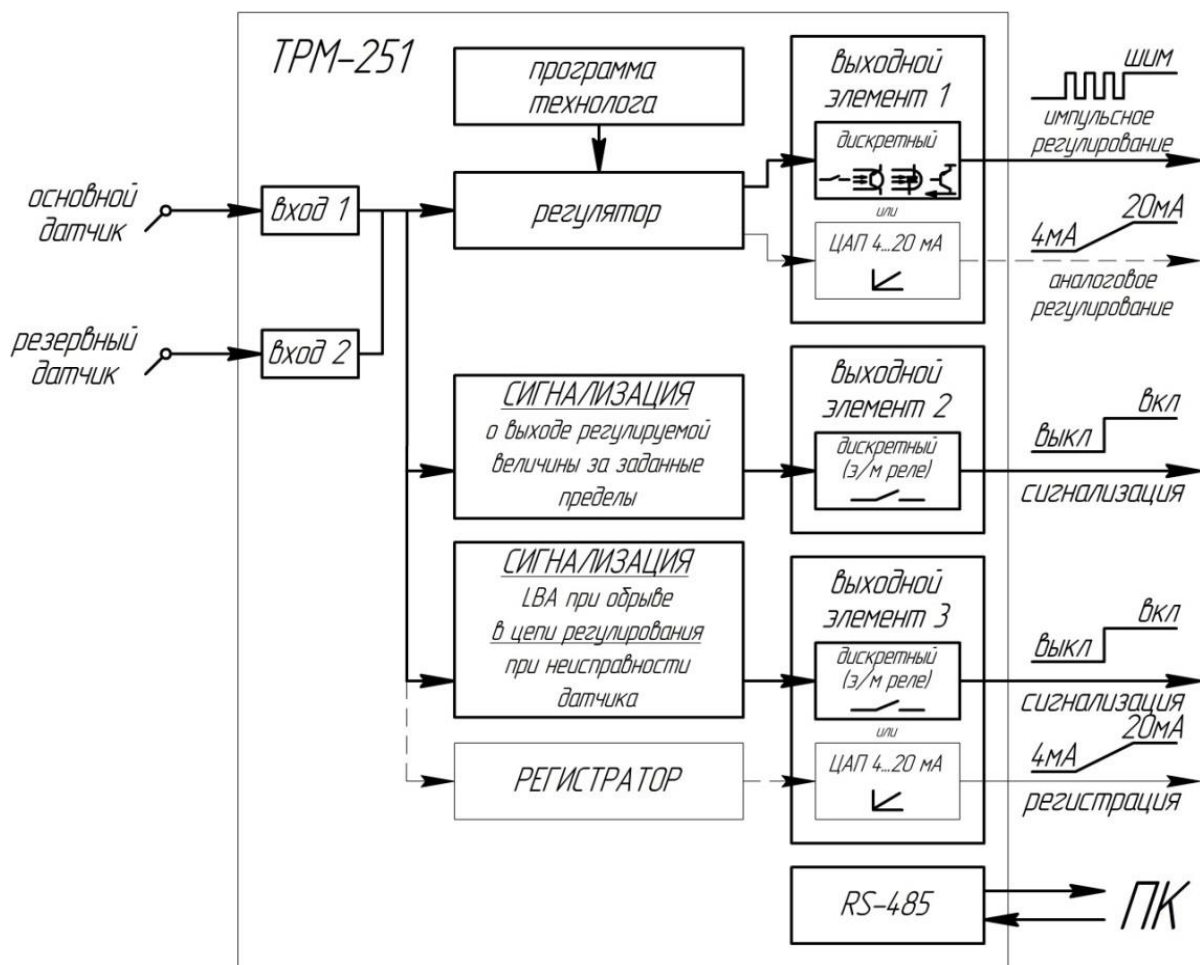 ТРМ-251
программа
технолога
выходной
элемент 1
дискретный
или
ЦАП 4...20 мА
ШИМ
импульсное
регулирование
4мА
20мА
аналоговое
регулирование
основной
датчик
вход 1
регулятор
резервный
датчик
вход 2
СИГНАЛИЗАЦИЯ
о выходе регулируемой
величины за заданные
пределы
выходной
элемент 2
дискретный
(э/м реле)
выкл
вкл
сигнализация
СИГНАЛИЗАЦИЯ
LBA при обрыве
в цепи регулирования
при неисправности
датчика
выходной
элемент 3
дискретный
(э/м реле)
или
ЦАП 4...20 мА
выкл
вкл
сигнализация
4мА
20мА
регистрация
РЕГИСТРАТОР
RS-485
ПК